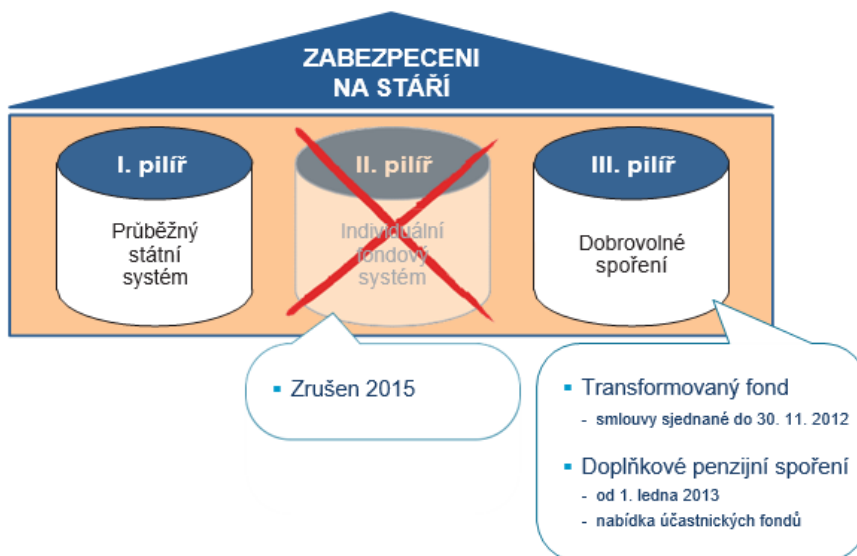 ZABEZPECENI
NA STÁŘÍ
I. pilíř
Průběžný
státní
systém
II. pilíř
Individuální
fondový
systém
III. pilíř
Dobrovolné
spoření
▪ Zrušen 2015
▪ Transformovaný fond
- smlouvy sjednané do 30. 11. 2012
▪ Doplňkové penzijní spoření
- od 1. ledna 2013
- nabídka účastnických fondů